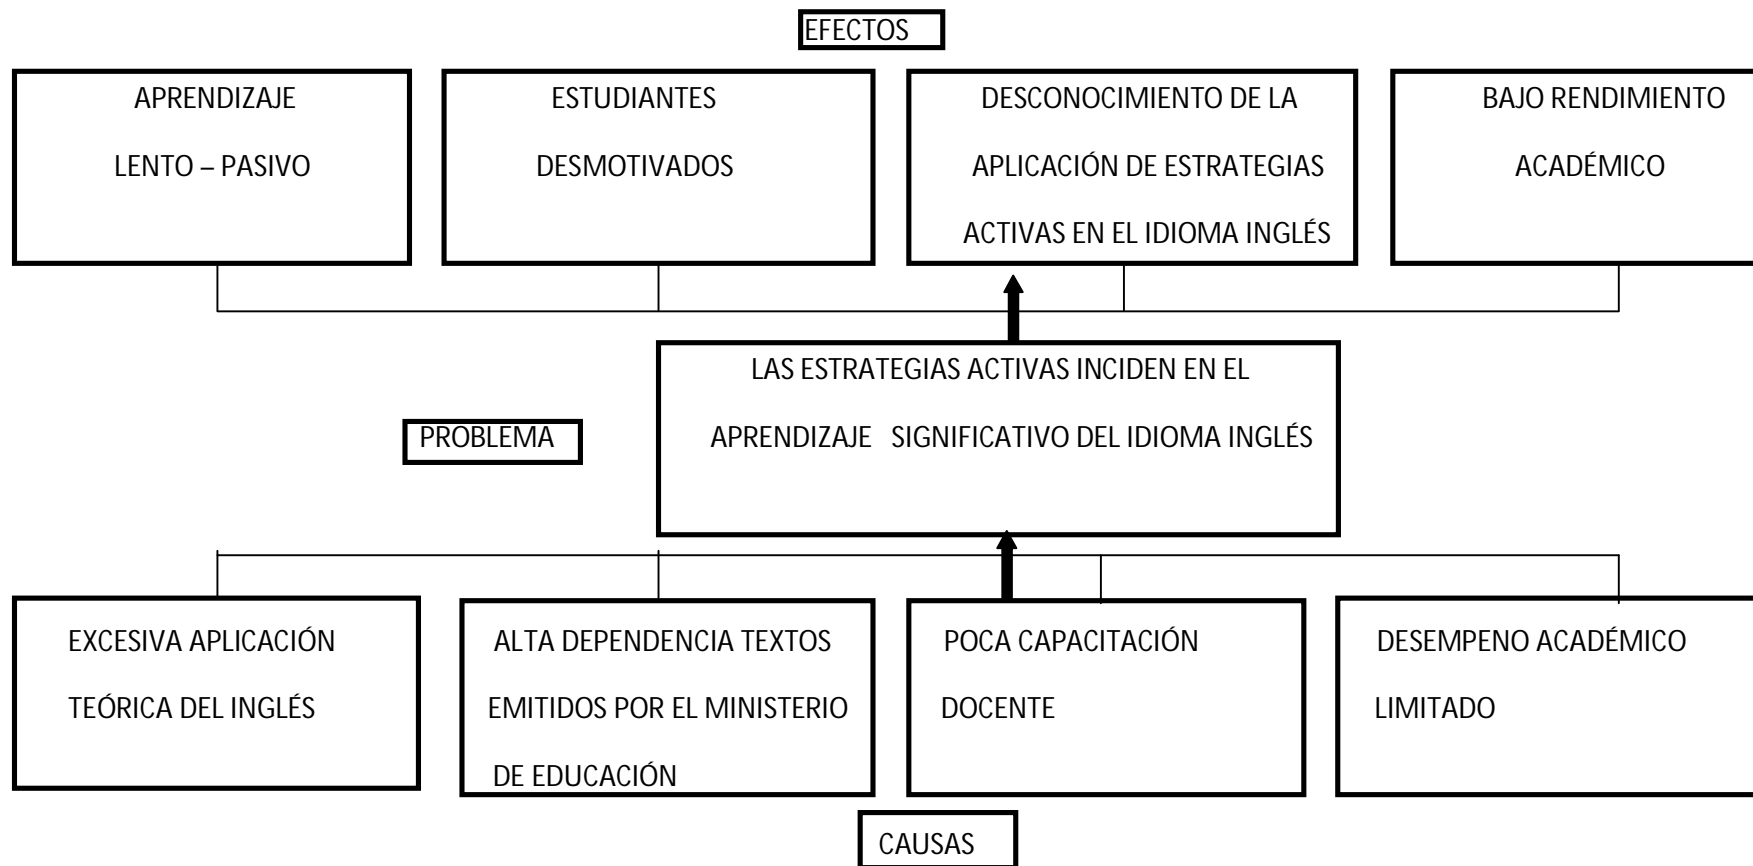 EFECTOS
APRENDIZAJE
LENTO – PASIVO
ESTUDIANTES
DESMOTIVADOS
DESCONOCIMIENTO DE LA
APLICACIÓN DE ESTRATEGIAS
ACTIVAS EN EL IDIOMA INGLÉS
BAJO RENDIMIENTO
ACADÉMICO
PROBLEMA
LAS ESTRATEGIAS ACTIVAS INCIDEN EN EL
APRENDIZAJE SIGNIFICATIVO DEL IDIOMA INGLÉS
EXCESIVA APLICACIÓN
TEÓRICA DEL INGLÉS
ALTA DEPENDENCIA TEXTOS
EMITIDOS POR EL MINISTERIO
DE EDUCACIÓN
POCA CAPACITACIÓN
DOCENTE
DESEMPENO ACADÉMICO
LIMITADO
CAUSAS